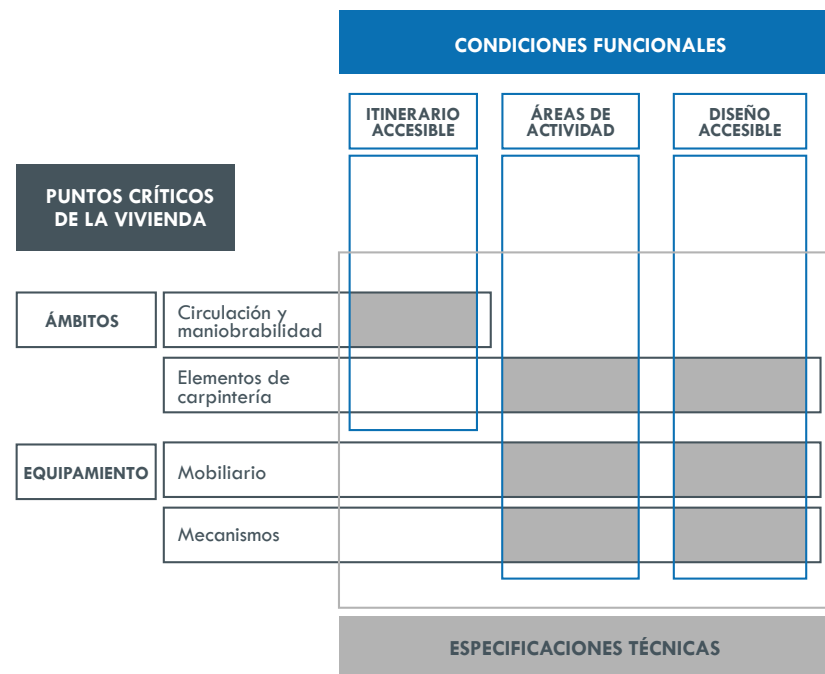 CONDICIONES FUNCIONALES
ITINERARIO
ACCESIBLE
ÁREAS DE
ACTIVIDAD
DISEÑO
ACCESIBLE
PUNTOS CRÍTICOS
DE LA VIVIENDA
ÁMBITOS
Circulación y
maniobrabilidad
Elementos de
carpintería
EQUIPAMIENTO
Mobiliario
Mecanismos
ESPECIFICACIONES TÉCNICAS